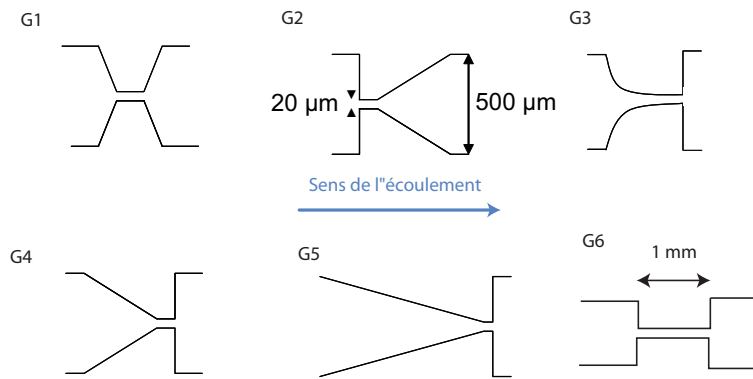 G1
G2
G3
20 µm
500 µm
Sens de l"écoulement
G4
G5
G6
1 mm